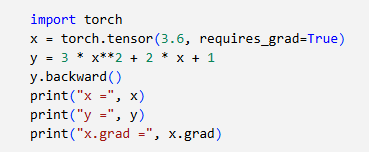 import torch
x = torch.tensor(3.6, requires_grad=True)
y = 3 * x**2 + 2 * x + 1
y.backward()
print("x =", x)
print("y =", y)
print("x.grad =", x.grad)